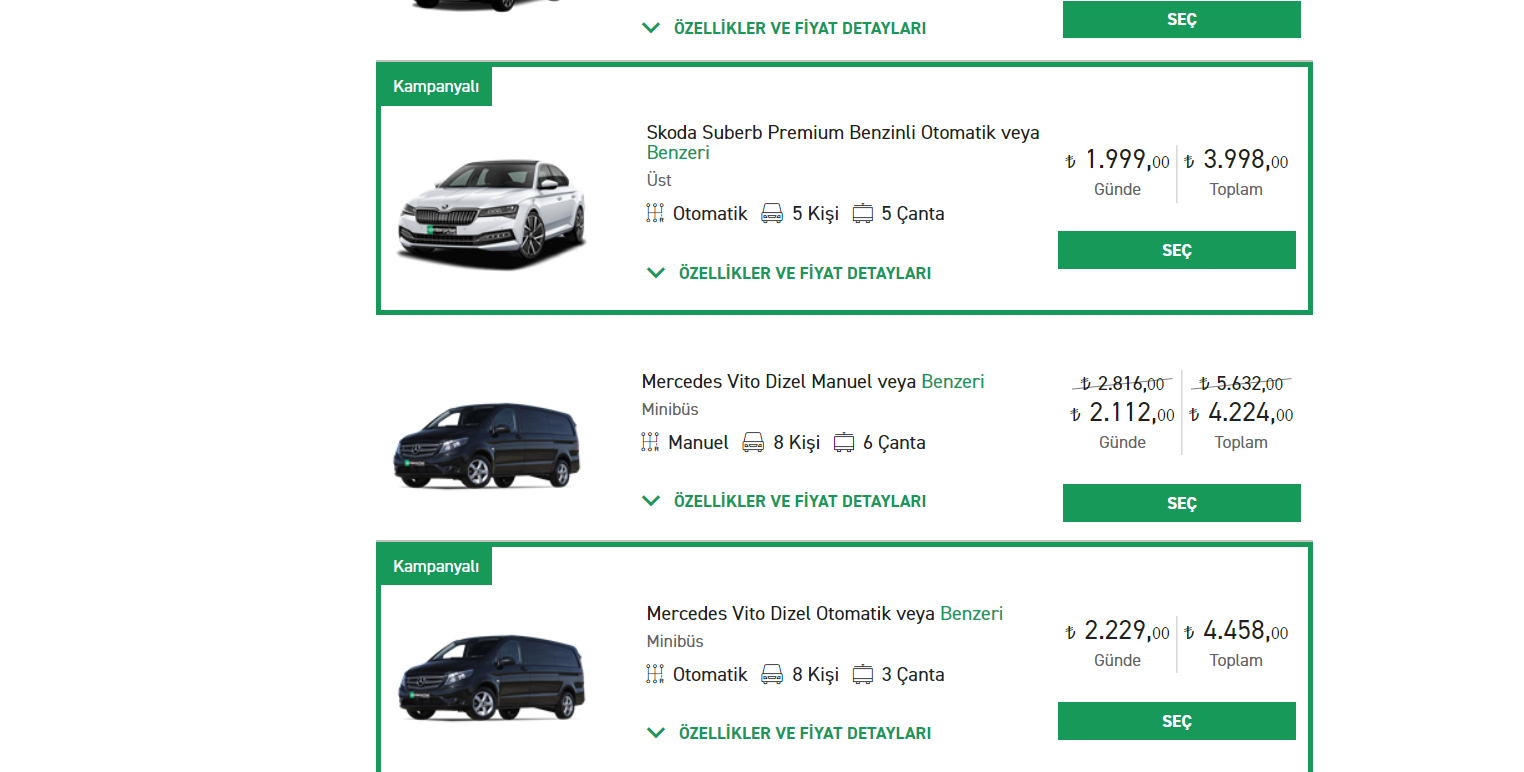 ÖZELLİKLER VE FİYAT DETAYLARI
SEÇ
Kampanyalı
Skoda Suberb Premium Benzinli Otomatik veya
Benzeri
Üst
Otomatik 5 Kişi 5 Çanta
₺ 1.999,00 ₺ 3.998,00
Günde Toplam
SEÇ
ÖZELLİKLER VE FİYAT DETAYLARI
Mercedes Vito Dizel Manuel veya Benzeri
Minibüs
Manuel 8 Kişi 6 Çanta
₺ 2.816,00 ₺ 5.632,00
₺ 2.112,00 ₺ 4.224,00
Günde Toplam
ÖZELLİKLER VE FİYAT DETAYLARI
SEÇ
Kampanyalı
Mercedes Vito Dizel Otomatik veya Benzeri
Minibüs
Otomatik 8 Kişi 3 Çanta
₺ 2.229,00 ₺ 4.458,00
Günde Toplam
SEÇ
ÖZELLİKLER VE FİYAT DETAYLARI